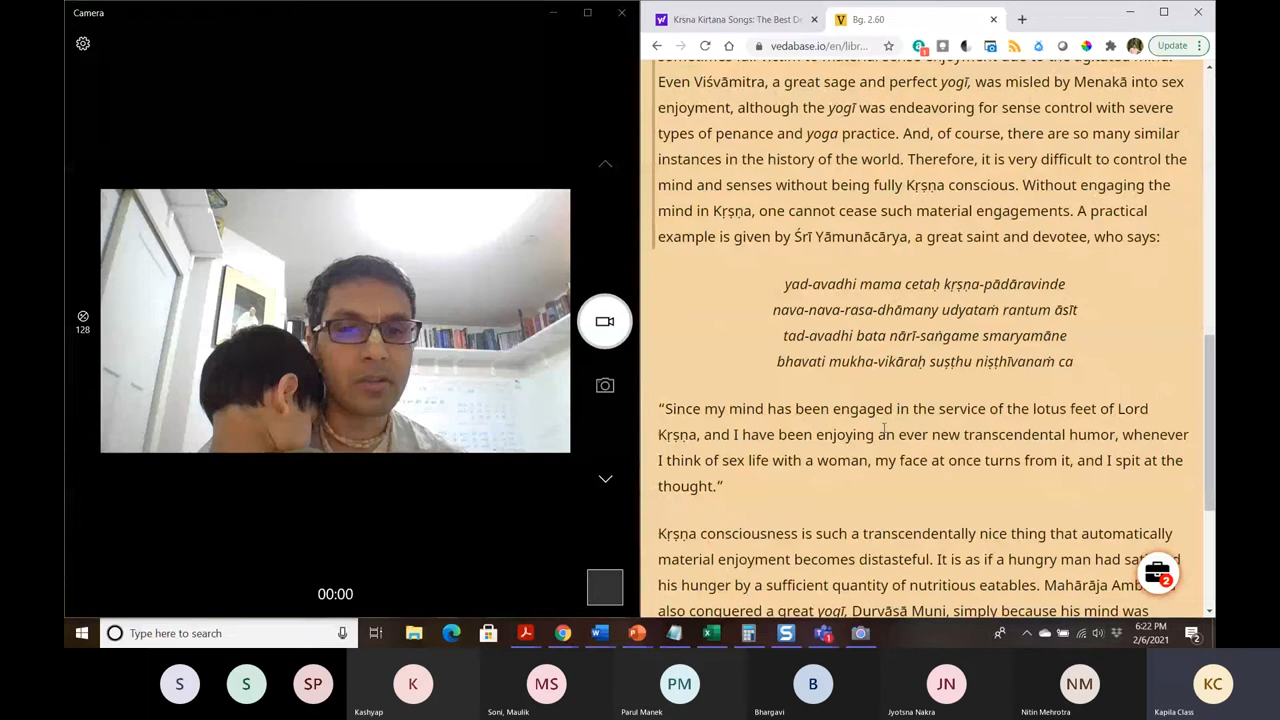 Camera
128
00:00
Krsna Kirtana Songs: The Best De
Bg. 2.60
vedabase.io/en/libr...
1
Update
Even Viśvāmitra, a great sage and perfect yogī, was misled by Menakā into sex
enjoyment, although the yogī was endeavoring for sense control with severe
types of penance and yoga practice. And, of course, there are so many similar
instances in the history of the world. Therefore, it is very difficult to control the
mind and senses without being fully Kṛṣṇa conscious. Without engaging the
mind in Kṛṣṇa, one cannot cease such material engagements. A practical
example is given by Śrī Yāmunācārya, a great saint and devotee, who says:
yad-avadhi mama cetaḥ kṛṣṇa-pādāravinde
nava-nava-rasa-dhāmany udyataṁ rantum āsīt
tad-avadhi bata nārī-saṅgame smaryamāne
bhavati mukha-vikāraḥ suṣṭhu niṣṭhīvanaṁ ca
“Since my mind has been engaged in the service of the lotus feet of Lord
Kṛṣṇa, and I have been enjoying an ever new transcendental humor, whenever
I think of sex life with a woman, my face at once turns from it, and I spit at the
thought.”
Kṛṣṇa consciousness is such a transcendentally nice thing that automatically
material enjoyment becomes distasteful. It is as if a hungry man had
his hunger by a sufficient quantity of nutritious eatables. Mahārāja
also conquered a great yogī, Durvāsā Muni, simply because his mind was
2
Type here to search
1
6:22 PM
2/6/2021
2
S
S
SP
K
MS
PM
B
JN
NM
KC
Kashyap
Soni, Maulik
Parul Manek
Bhargavi
Jyotsna Nakra
Nitin Mehrotra
Kapila Class